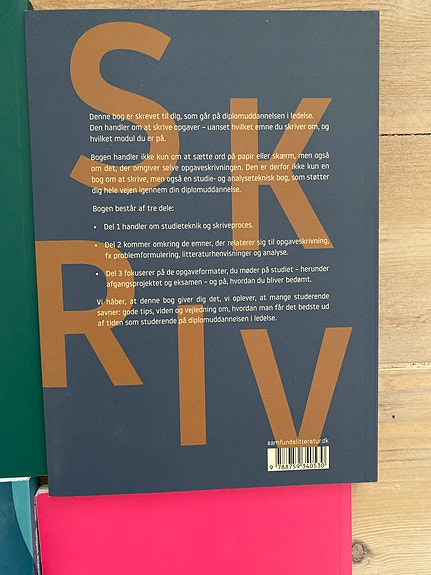 SK
RIV
Denne bog er skrevet til dig, som går på diplomuddannelsen i ledelse.
Den handler om at skrive opgaver – uanset hvilket emne du skriver om, og
hvilket modul du er på.
Bogen handler ikke kun om at sætte ord på papir eller skærm, men også
om det, der omgiver selve opgaveskrivningen. Den er derfor ikke kun en
bog om at skrive, men også en studie- og analyseteknisk bog, som støtter
dig hele vejen igennem din diplomuddannelse.
Bogen består af tre dele:
• Del 1 handler om studieteknik og skriveproces.
• Del 2 kommer omkring de emner, der relaterer sig til opgaveskrivning,
fx problemformulering, litteraturhenvisninger og analyse.
• Del 3 fokuserer på de opgaveformater, du møder på studiet – herunder
afgangsprojektet og eksamen – og på, hvordan du bliver bedømt.
Vi håber, at denne bog giver dig det, vi oplever, at mange studerende
savner: gode tips, viden og vejledning om, hvordan man får det bedste ud
af tiden som studerende på diplomuddannelsen i ledelse.
samfundslitteratur.dk
9 788759 340530